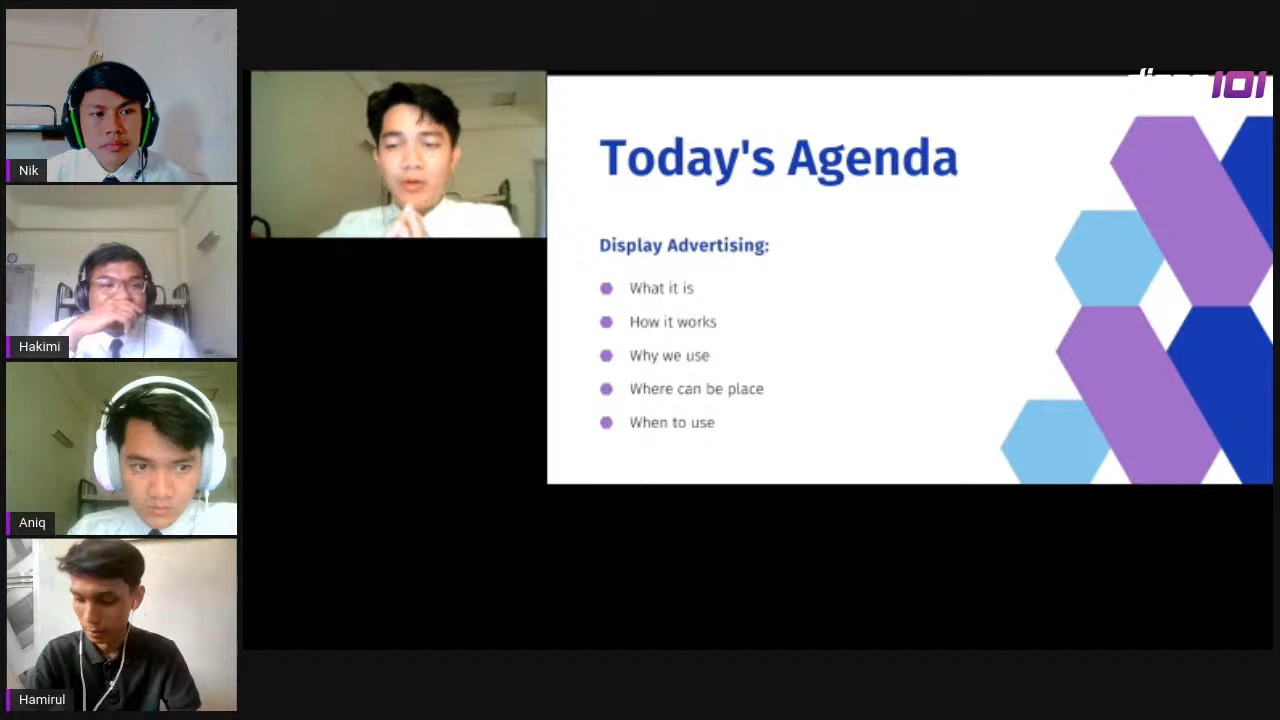 Nik
Hakimi
Aniq
Hamirul
101
Today's Agenda
Display Advertising:
What it is
How it works
Why we use
Where can be place
When to use